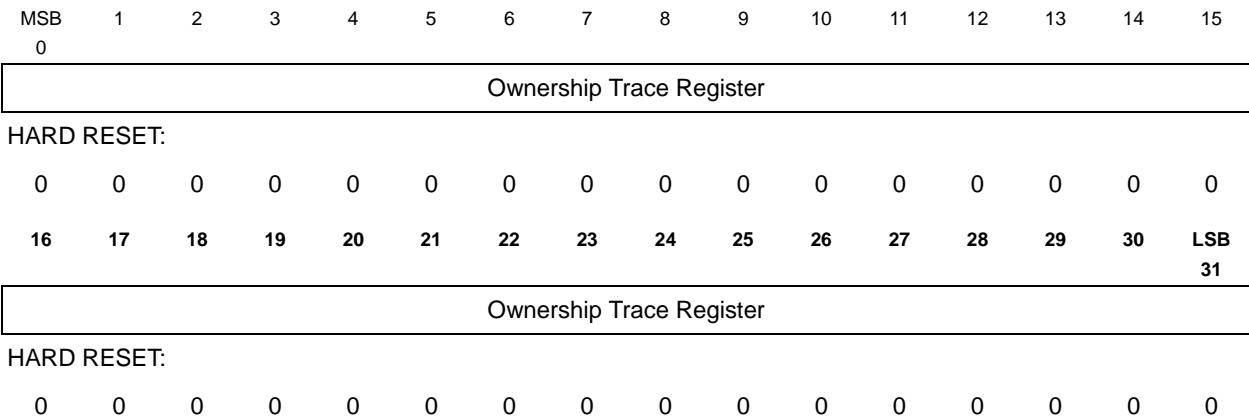 MSB 1 2 3 4 5 6 7 8 9 10 11 12 13 14 15
0
Ownership Trace Register
HARD RESET:
0 0 0 0 0 0 0 0 0 0 0 0 0 0 0 0
16 17 18 19 20 21 22 23 24 25 26 27 28 29 30 LSB
31
Ownership Trace Register
HARD RESET:
0 0 0 0 0 0 0 0 0 0 0 0 0 0 0 0